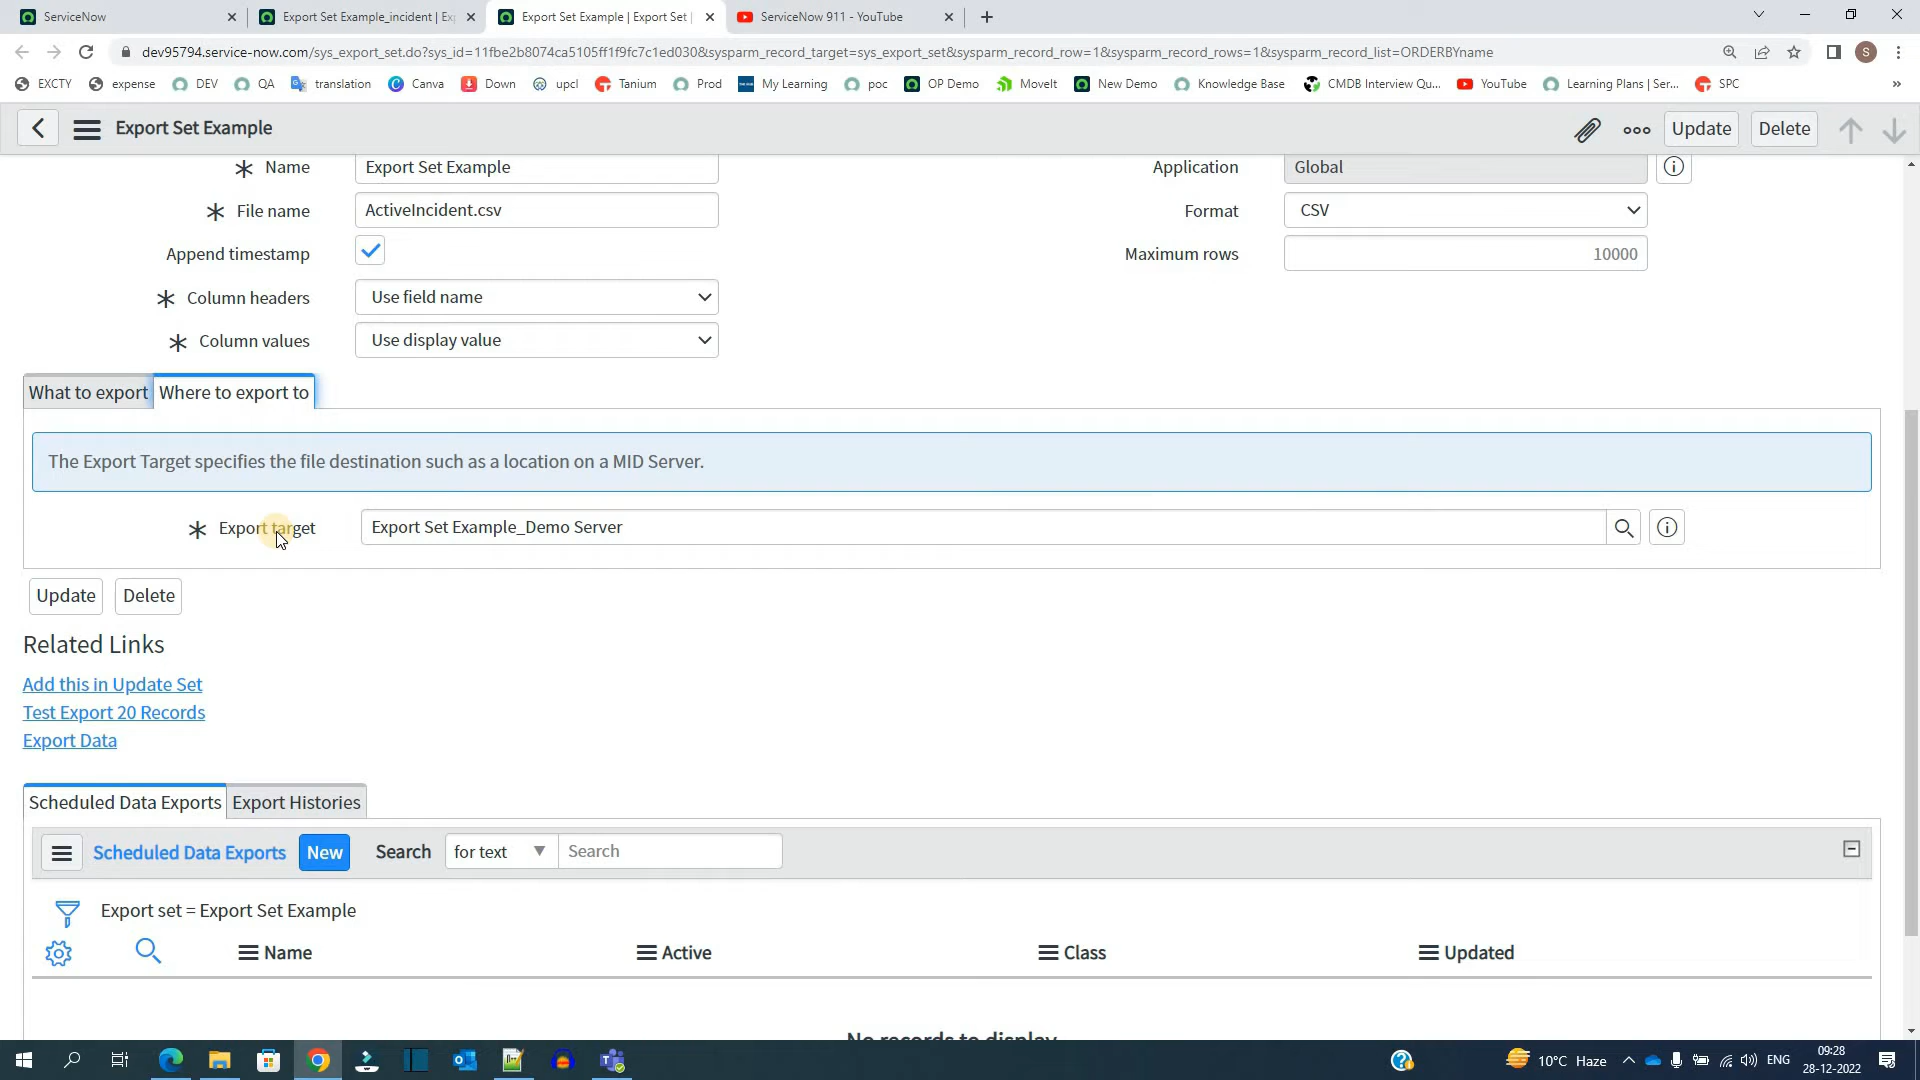 ServiceNow
Export Set Example_incident | Ex
Export Set Example | Export Set |
ServiceNow 911 - YouTube
dev95794.service-now.com/sys_export_set.do?sys_id=11fbe2b8074ca5105ff1f9fc7c1ed030&sysparm_record_target=sys_export_set&sysparm_record_row=1&sysparm_record_rows=1&sysparm_record_list=ORDERBYname
S
EXCTY
expense
DEV
QA
translation
Canva
Down
upcl
Tanium
Prod
My Learning
poc
OP Demo
MoveIt
New Demo
Knowledge Base
CMDB Interview Qu...
YouTube
Learning Plans | Ser...
SPC
»
Export Set Example
Update
Delete
Name
Export Set Example
Application
Global
File name
ActiveIncident.csv
Format
CSV
Append timestamp
Maximum rows
10000
Column headers
Use field name
Column values
Use display value
What to export
Where to export to
The Export Target specifies the file destination such as a location on a MID Server.
Export target
Export Set Example_Demo Server
Update
Delete
Related Links
Add this in Update Set
Test Export 20 Records
Export Data
Scheduled Data Exports
Export Histories
Scheduled Data Exports
New
Search
for text
Search
Export set = Export Set Example
Name
Active
Class
Updated
No records to display
10°C Haze
ENG
09:28
28-12-2022